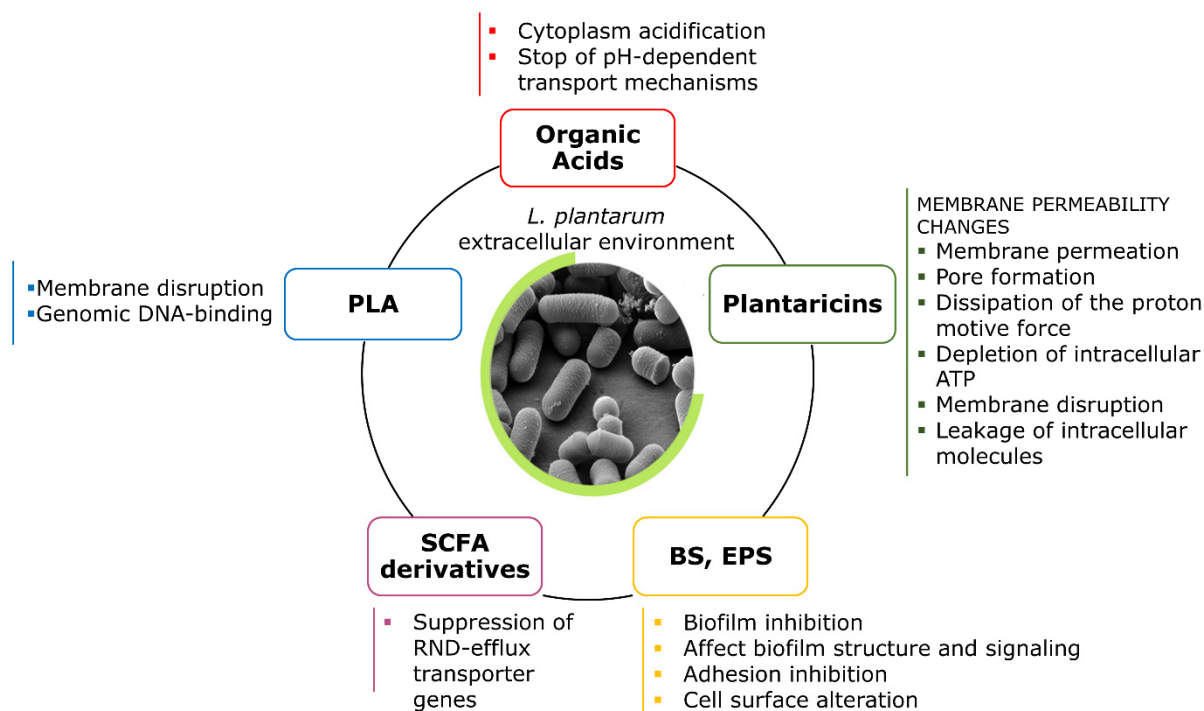 ▪ Cytoplasm acidification
▪ Stop of pH-dependent
transport mechanisms
Organic
Acids
L. plantarum
extracellular environment
MEMBRANE PERMEABILITY
CHANGES
▪ Membrane permeation
▪ Pore formation
▪ Dissipation of the proton
motive force
▪ Depletion of intracellular
ATP
▪ Membrane disruption
▪ Leakage of intracellular
molecules
Plantaricins
▪Membrane disruption
▪Genomic DNA-binding
PLA
SCFA
derivatives
▪ Suppression of
RND-efflux
transporter
genes
BS, EPS
▪ Biofilm inhibition
▪ Affect biofilm structure and signaling
▪ Adhesion inhibition
▪ Cell surface alteration